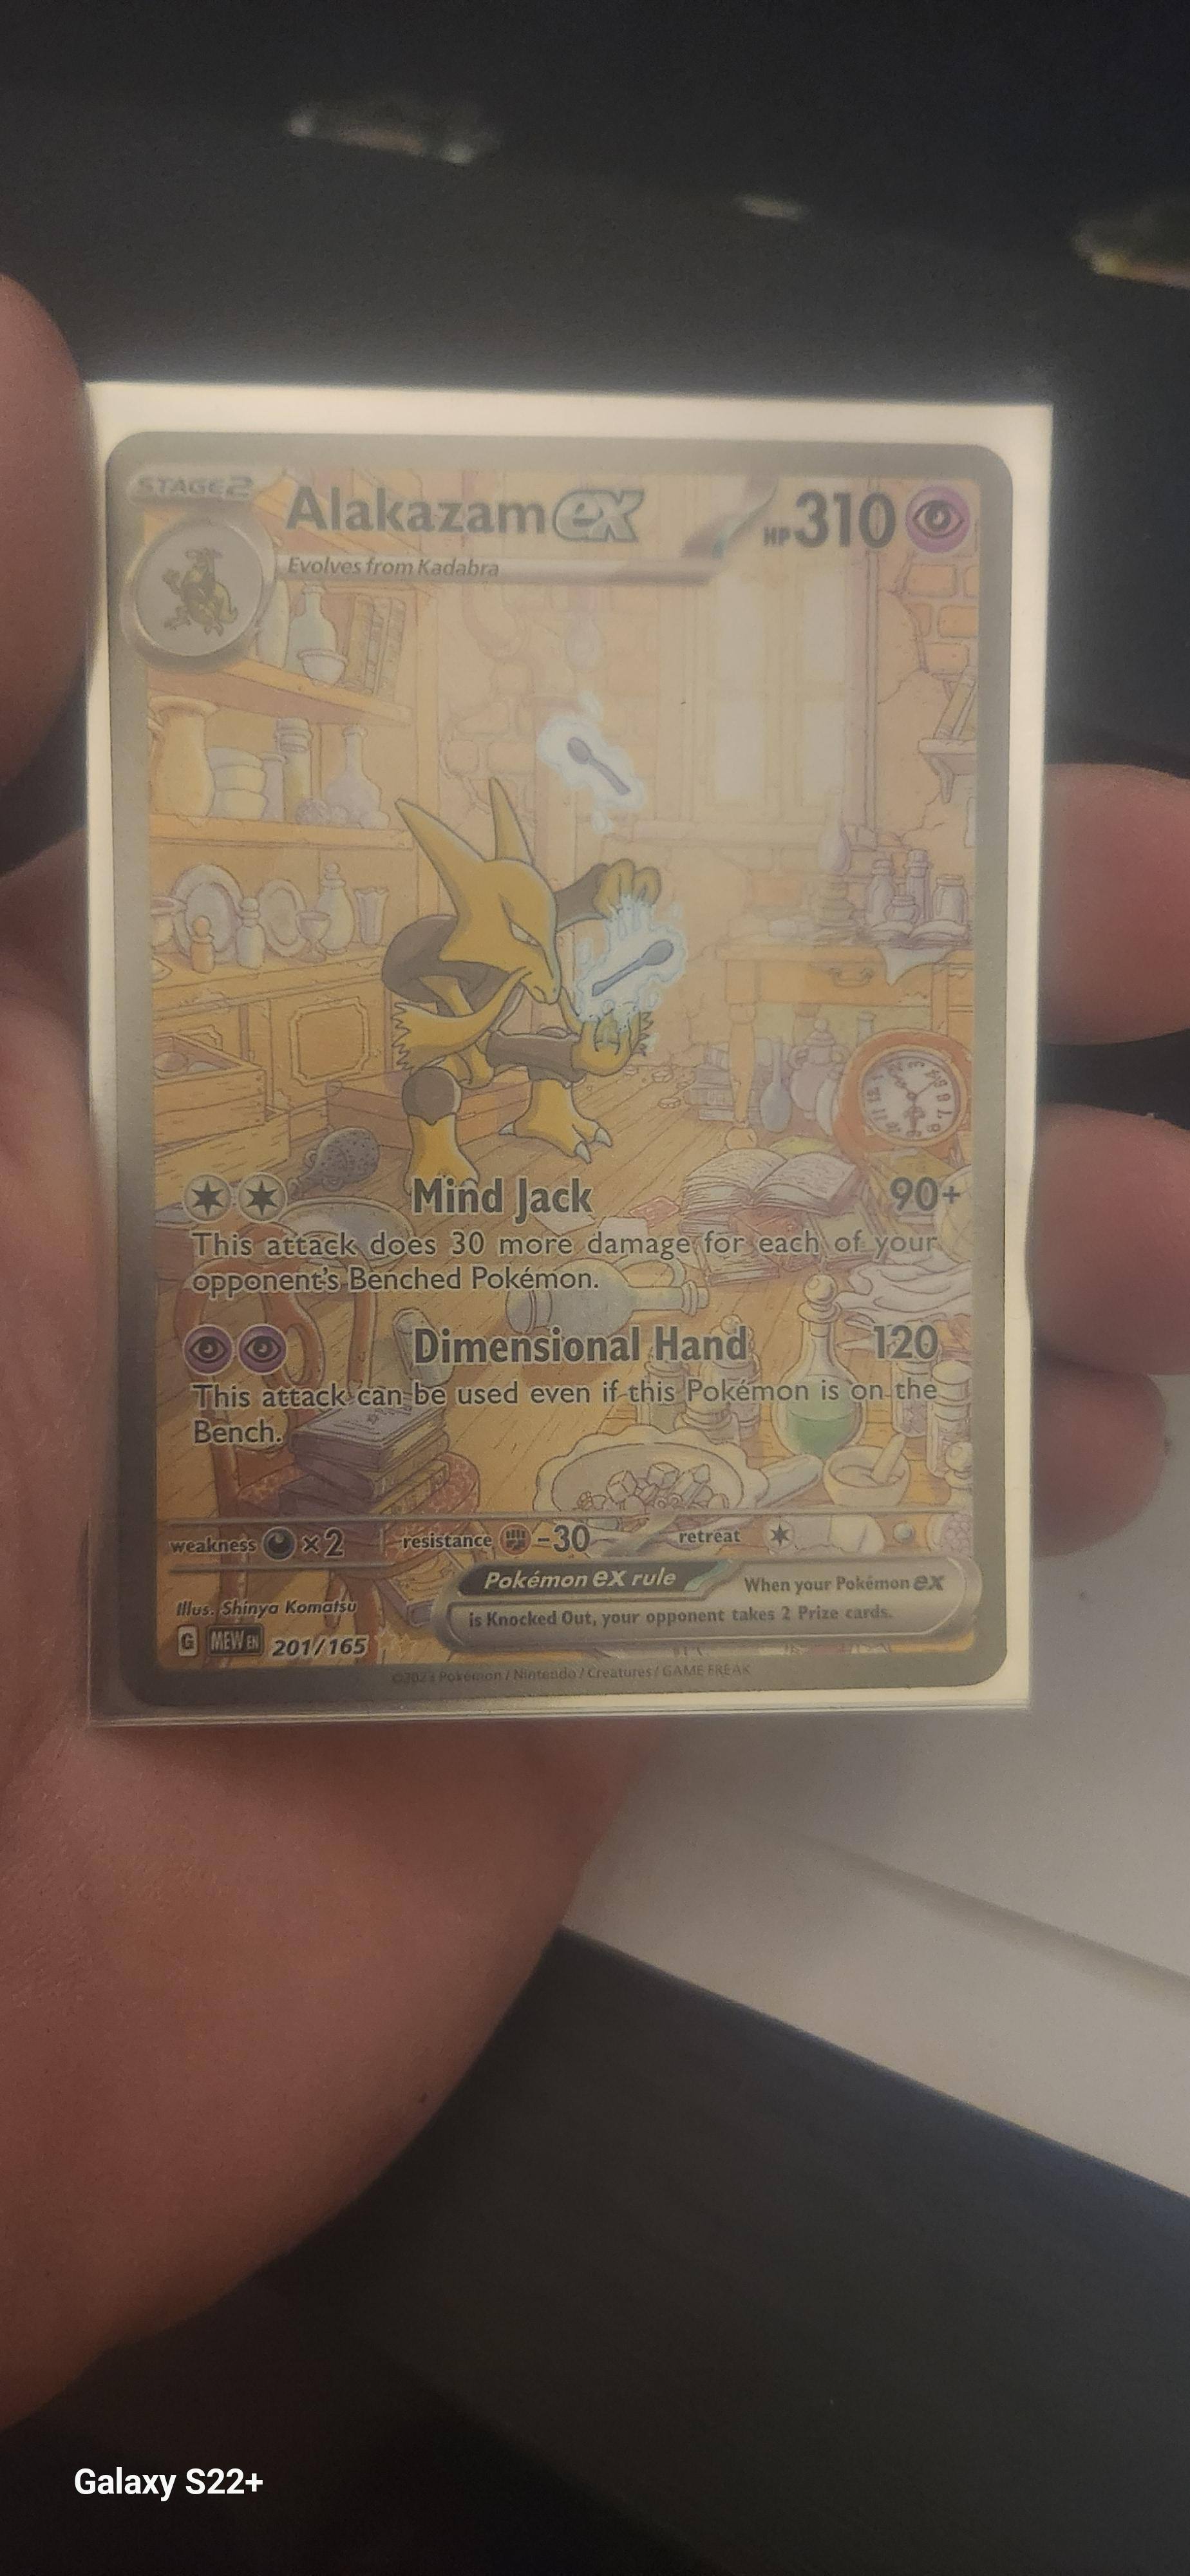 STAGE2
Alakazam ex HP 310
Evolves from Kadabra
Mind Jack 90+
This attack does 30 more damage for each of your
opponent's Benched Pokémon.
Dimensional Hand 120
This attack can be used even if this Pokémon is on the
Bench.
weakness ×2 resistance -30 retreat
Pokémon ex rule When your Pokémon ex
is Knocked Out, your opponent takes 2 Prize cards.
Illus. Shinya Komatsu
G MEW EN 201/165
©2023 Pokémon / Nintendo / Creatures / GAME FREAK
Galaxy S22+